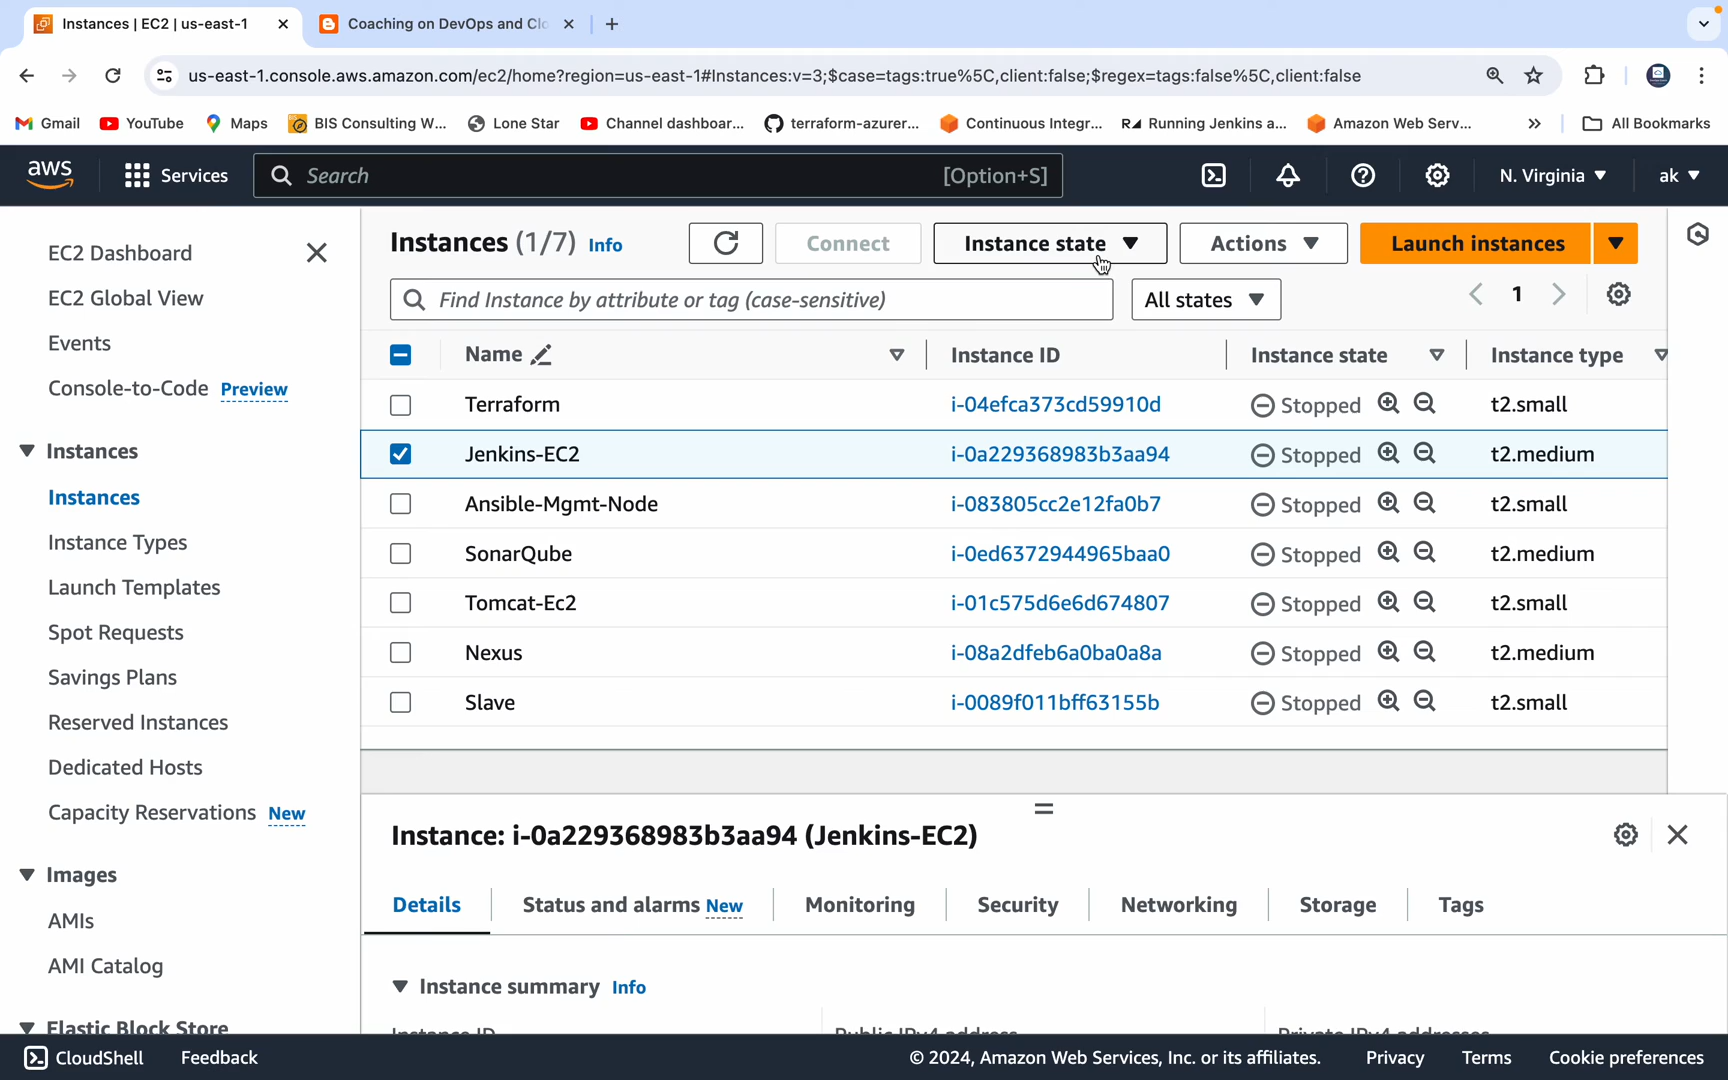 Instances | EC2 | us-east-1
Coaching on DevOps and Clo
us-east-1.console.aws.amazon.com/ec2/home?region=us-east-1#Instances:v=3;$case=tags:true%5C,client:false;$regex=tags:false%5C,client:false
Gmail YouTube Maps BIS Consulting W... Lone Star Channel dashboar... terraform-azurer... Continuous Integr... Running Jenkins a... Amazon Web Serv... » All Bookmarks
aws Services Search [Option+S] N. Virginia ak
EC2 Dashboard
EC2 Global View
Events
Console-to-Code Preview
Instances
Instances
Instance Types
Launch Templates
Spot Requests
Savings Plans
Reserved Instances
Dedicated Hosts
Capacity Reservations New
Images
AMIs
AMI Catalog
Elastic Block Store
Instances (1/7) Info Connect Instance state Actions Launch instances
Find Instance by attribute or tag (case-sensitive) All states 1
Name Instance ID Instance state Instance type
Terraform i-04efca373cd59910d Stopped t2.small
Jenkins-EC2 i-0a229368983b3aa94 Stopped t2.medium
Ansible-Mgmt-Node i-083805cc2e12fa0b7 Stopped t2.small
SonarQube i-0ed6372944965baa0 Stopped t2.medium
Tomcat-Ec2 i-01c575d6e6d674807 Stopped t2.small
Nexus i-08a2dfeb6a0ba0a8a Stopped t2.medium
Slave i-0089f011bff63155b Stopped t2.small
Instance: i-0a229368983b3aa94 (Jenkins-EC2)
Details Status and alarms New Monitoring Security Networking Storage Tags
Instance summary Info
Instance ID Public IPv4 address Private IPv4 addresses
CloudShell Feedback © 2024, Amazon Web Services, Inc. or its affiliates. Privacy Terms Cookie preferences